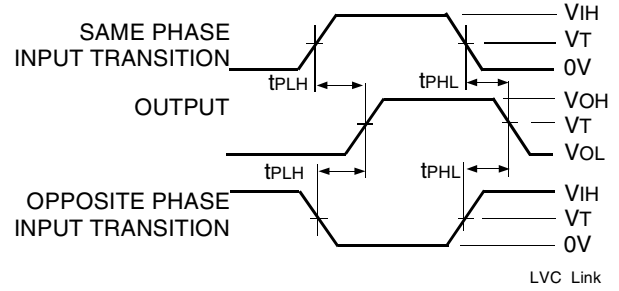 SAME PHASE
INPUT TRANSITION
VIH
VT
0V
tPLH
tPHL
OUTPUT
VOH
VT
VOL
tPLH
tPHL
OPPOSITE PHASE
INPUT TRANSITION
VIH
VT
0V
LVC Link